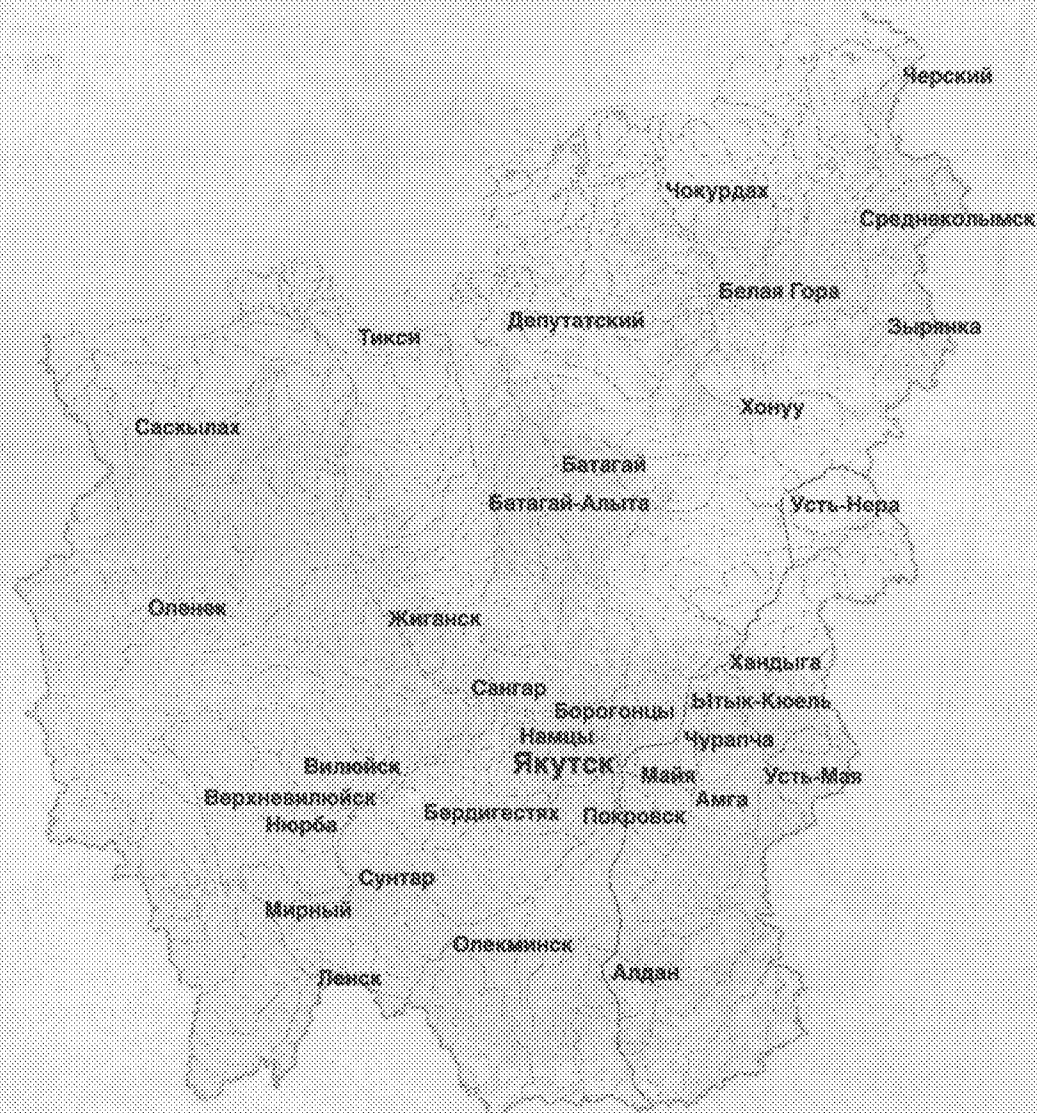 Черский
Чокурдах
Среднеколымск
Белая Гора
Депутатский
Зырянка
Тикси
Хонуу
Саскылах
Батагай
Батагай-Алыта
Усть-Нера
Оленек
Жиганск
Хандыга
Сангар
Ытык-Кюель
Борогонцы
Намцы
Чурапча
Якутск
Вилюйск
Майя
Усть-Мая
Верхневилюйск
Амга
Бердигестях
Покровск
Нюрба
Сунтар
Мирный
Олекминск
Алдан
Ленск